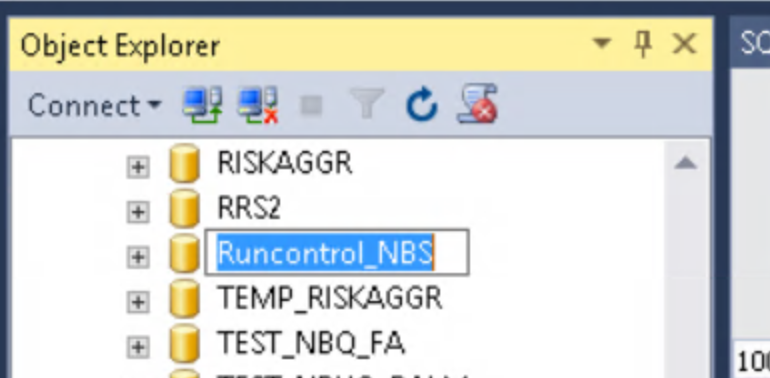 Object Explorer
Connect
RISKAGGR
RRS2
Runcontrol_NBS
TEMP_RISKAGGR
TEST_NBQ_FA